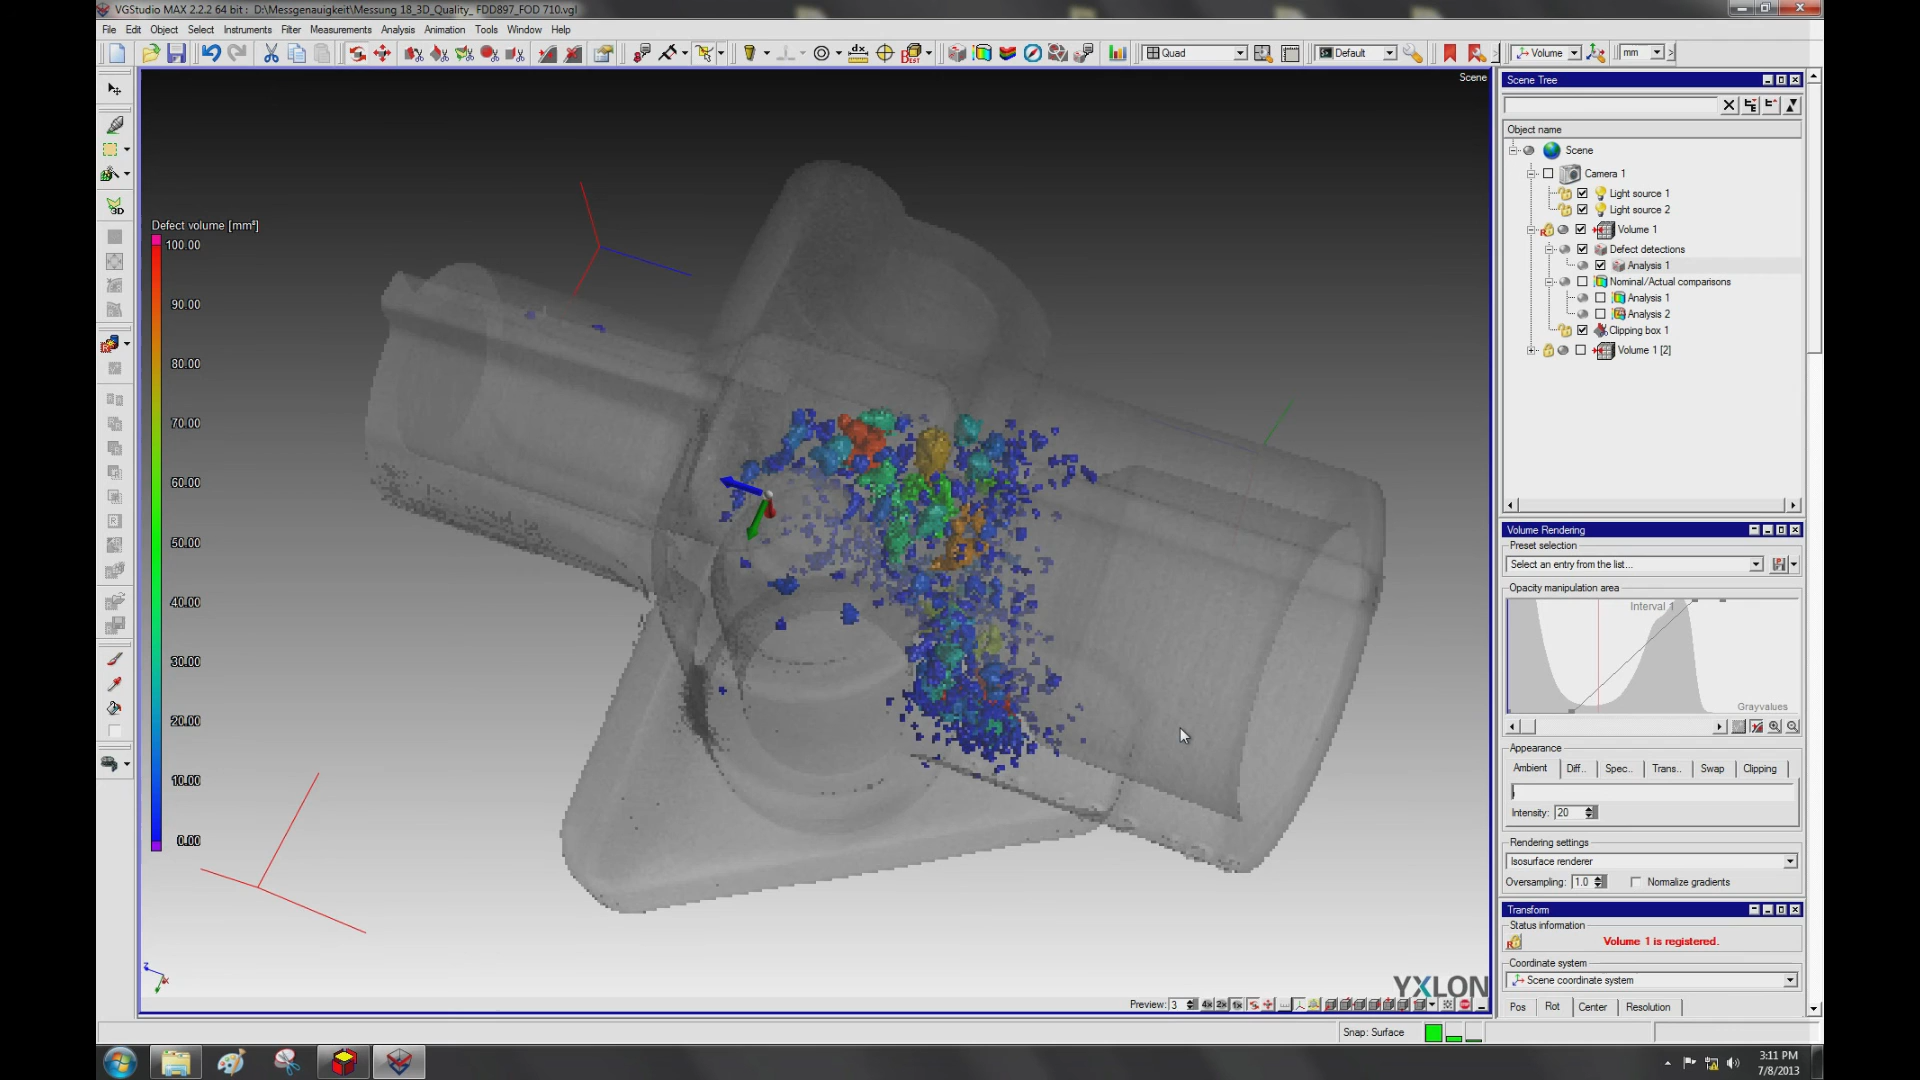 VGStudio MAX 2.2.2 64 bit : D:\Messgenauigkeit\Messung 18_3D_Quality_ FDD897_FOD 710.vgl
File Edit Object Select Instruments Filter Measurements Analysis Animation Tools Window Help
Quad
Default
Volume
mm
Scene
Defect volume [mm³]
100.00
90.00
80.00
70.00
60.00
50.00
40.00
30.00
20.00
10.00
0.00
Scene Tree
Object name
Scene
Camera 1
Light source 1
Light source 2
Volume 1
Defect detections
Analysis 1
Nominal/Actual comparisons
Analysis 1
Analysis 2
Clipping box 1
Volume 1 [2]
Volume Rendering
Preset selection
Select an entry from the list...
Opacity manipulation area
Interval 1
Grayvalues
Appearance
Ambient Diff.. Spec.. Trans.. Swap Clipping
Intensity: 20
Rendering settings
Isosurface renderer
Oversampling: 1.0 Normalize gradients
Transform
Status information
Volume 1 is registered.
Coordinate system
Scene coordinate system
Pos Rot Center Resolution
YXLON
Preview: 3 4x 2x 1x
Snap: Surface
3:11 PM
7/8/2013